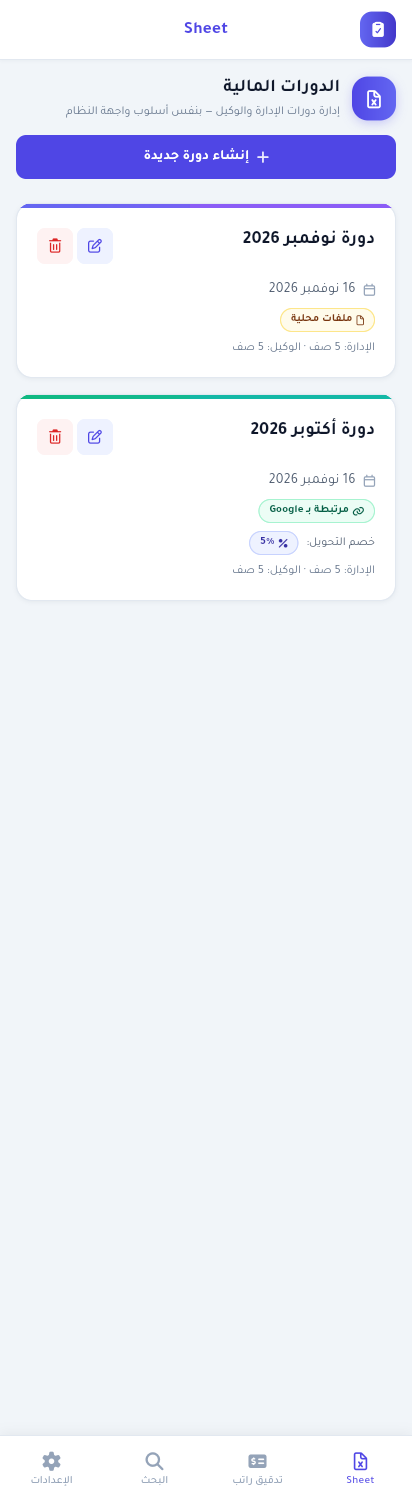 Sheet
الدورات المالية
إدارة دورات الإدارة والوكيل — بنفس أسلوب واجهة النظام
إنشاء دورة جديدة
دورة نوفمبر 2026
16 نوفمبر 2026
ملفات محلية
الإدارة: 5 صف · الوكيل: 5 صف
دورة أكتوبر 2026
16 نوفمبر 2026
مرتبطة بـ Google
خصم التحويل: 5%
الإدارة: 5 صف · الوكيل: 5 صف
Sheet
تدقيق راتب
البحث
الإعدادات